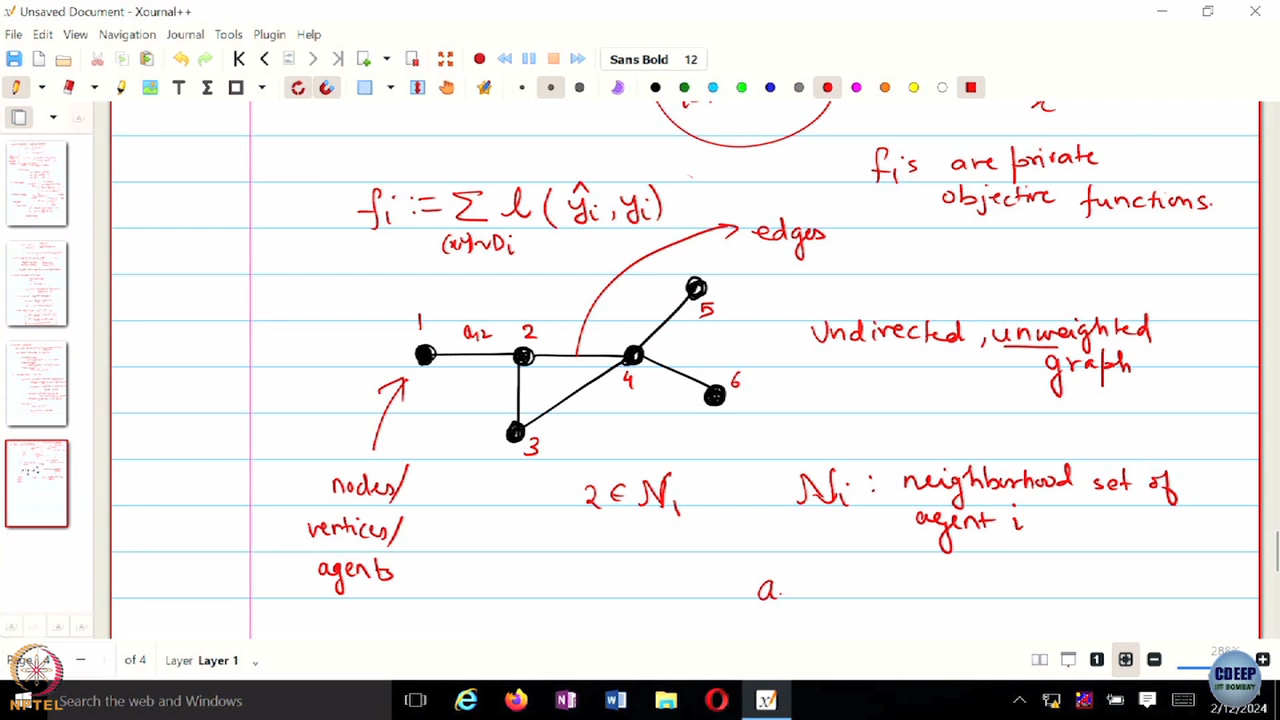 Unsaved Document - Xournal++
File Edit View Navigation Journal Tools Plugin Help
Sans Bold 12
fis are private
objective functions.
fi := Σ l ( ŷi , yi )
(x,y)~Di
edges
5
1 a12 2
Undirected, unweighted
graph
4
6
3
nodes/
vertices/
agents
2 ∈ N1
Ni : neighborhood set of
agent i
a.
Page 4 of 4 Layer Layer 1
288%
CDEEP
IIT BOMBAY
NPTEL
Search the web and Windows
2/12/2024